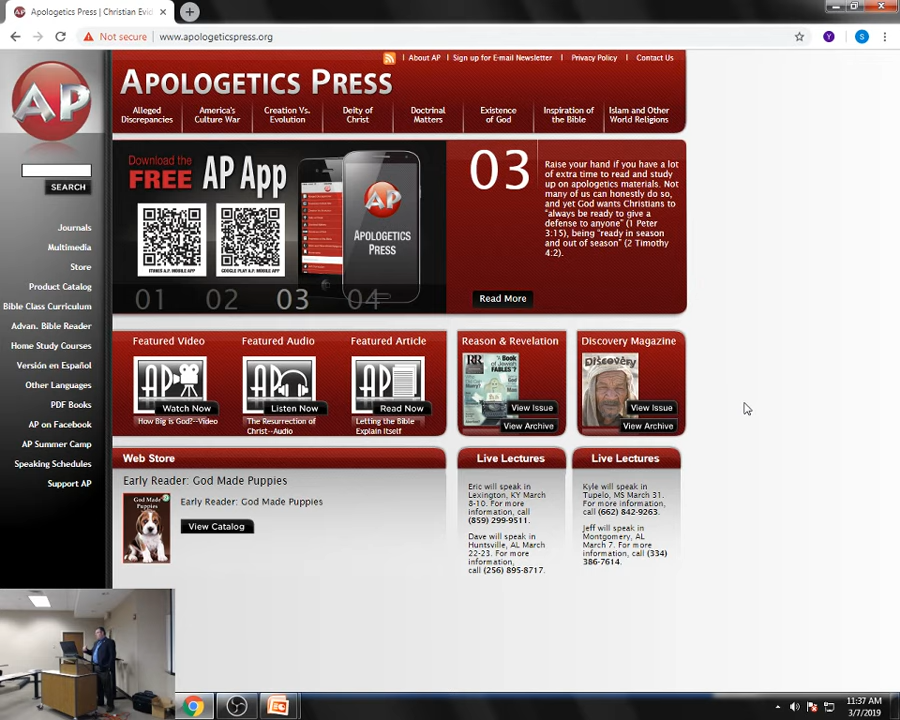 Apologetics Press | Christian Evid
Not secure | www.apologeticspress.org
AP
About AP | Sign up for E-mail Newsletter | Privacy Policy | Contact Us
APOLOGETICS PRESS
Alleged Discrepancies
America's Culture War
Creation Vs. Evolution
Deity of Christ
Doctrinal Matters
Existence of God
Inspiration of the Bible
Islam and Other World Religions
SEARCH
Journals
Multimedia
Store
Product Catalog
Bible Class Curriculum
Advan. Bible Reader
Home Study Courses
Versión en Español
Other Languages
PDF Books
AP on Facebook
AP Summer Camp
Speaking Schedules
Support AP
Download the
FREE AP App
ITUNES A.P. MOBILE APP
GOOGLE PLAY A.P. MOBILE APP
AP
APOLOGETICS
PRESS
01 02 03 04
03
Raise your hand if you have a lot
of extra time to read and study
up on apologetics materials. Not
many of us can honestly do so,
and yet God wants Christians to
"always be ready to give a
defense to anyone" (1 Peter
3:15), being "ready in season
and out of season" (2 Timothy
4:2).
Read More
Featured Video
AP
Watch Now
How Big is God?--Video
Featured Audio
AP
Listen Now
The Resurrection of
Christ--Audio
Featured Article
AP
Read Now
Letting the Bible
Explain Itself
Reason & Revelation
RR
Book
of Jewish
FABLES"?
View Issue
View Archive
Discovery Magazine
Discovery
View Issue
View Archive
Web Store
Early Reader: God Made Puppies
God Made
Puppies
Early Reader: God Made Puppies
View Catalog
Live Lectures
Eric will speak in
Lexington, KY March
8-10. For more
information, call
(859) 299-9511.
Dave will speak in
Huntsville, AL March
22-23. For more
information,
call (256) 895-8717.
Live Lectures
Kyle will speak in
Tupelo, MS March 31.
For more information,
call (662) 842-9263.
Jeff will speak in
Montgomery, AL
March 7. For more
information, call (334)
386-7614.
11:37 AM
3/7/2019